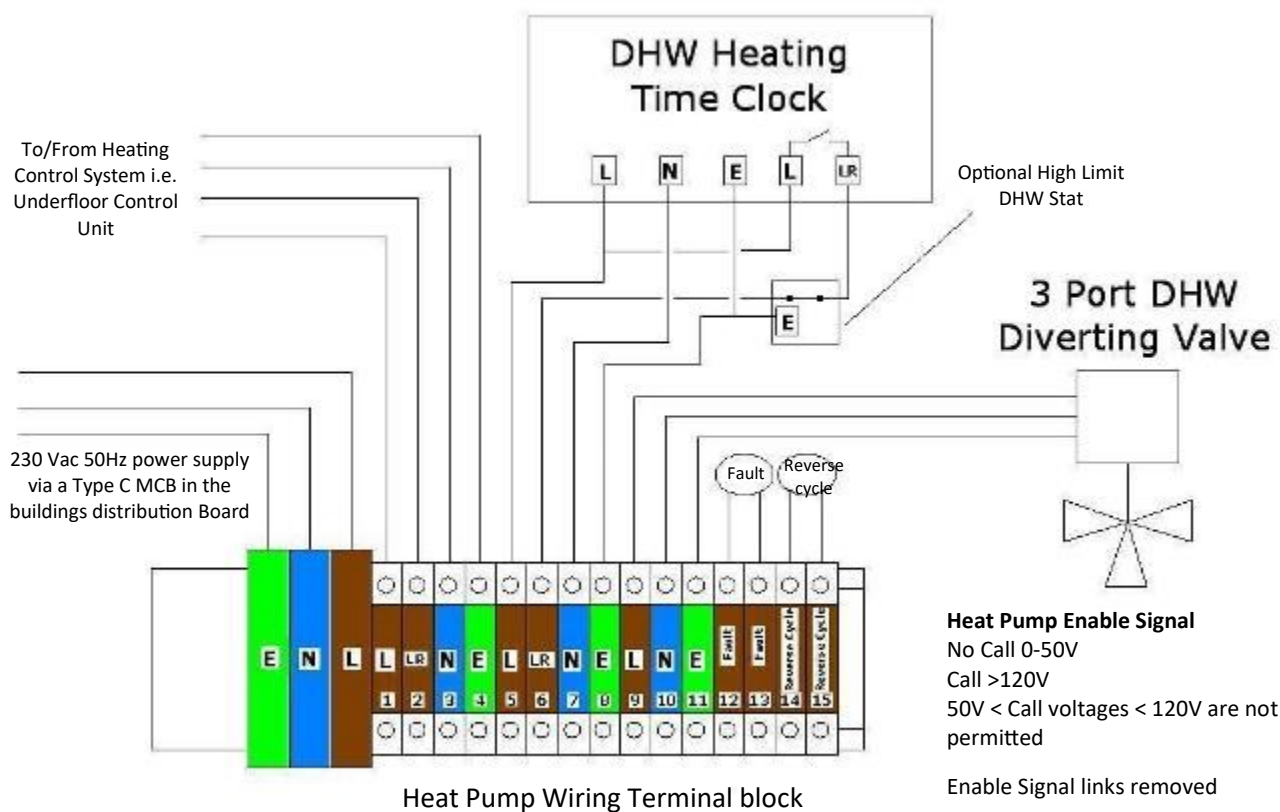 DHW Heating
Time Clock
L N E L LR
To/From Heating
Control System i.e.
Underfloor Control
Unit
Optional High Limit
DHW Stat
E
3 Port DHW
Diverting Valve
230 Vac 50Hz power supply
via a Type C MCB in the
buildings distribution Board
Fault
Reverse
cycle
E N L L LR N E L LR N E L N E Fault Fault Reverse Cycle Reverse Cycle
1 2 3 4 5 6 7 8 9 10 11 12 13 14 15
Heat Pump Wiring Terminal block
Heat Pump Enable Signal
No Call 0-50V
Call >120V
50V < Call voltages < 120V are not
permitted
Enable Signal links removed